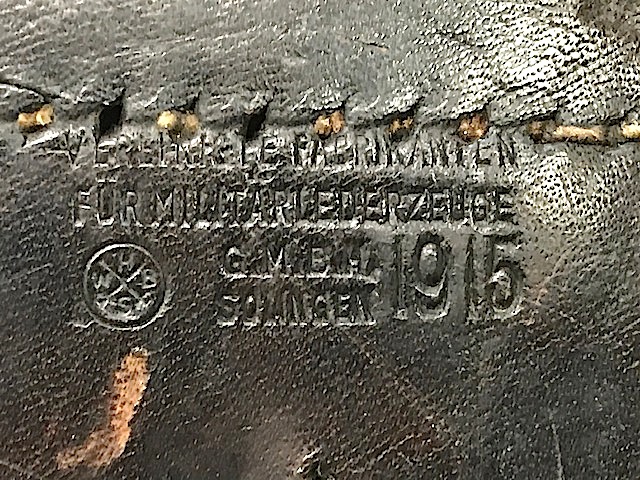 VEREINIGTE FABRIKANTEN
FÜR MILITÄRLEDERZEUGE
G.M.B.H. 1915
SOLINGEN
W H B